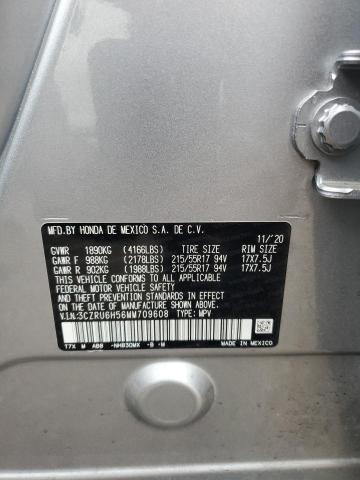 MFD.BY HONDA DE MEXICO S.A. DE C.V.
11/'20
GVWR 1890KG (4166LBS) TIRE SIZE RIM SIZE
GAWR F 988KG (2178LBS) 215/55R17 94V 17X7.5J
GAWR R 902KG (1988LBS) 215/55R17 94V 17X7.5J
THIS VEHICLE CONFORMS TO ALL APPLICABLE
FEDERAL MOTOR VEHICLE SAFETY AND THEFT
PREVENTION STANDARDS IN EFFECT ON THE
DATE OF MANUFACTURE SHOWN ABOVE.
V.I.N:3CZRU6H56MM709608 TYPE: MPV
T7X M A88 -NH830MX -B -M
MADE IN MEXICO